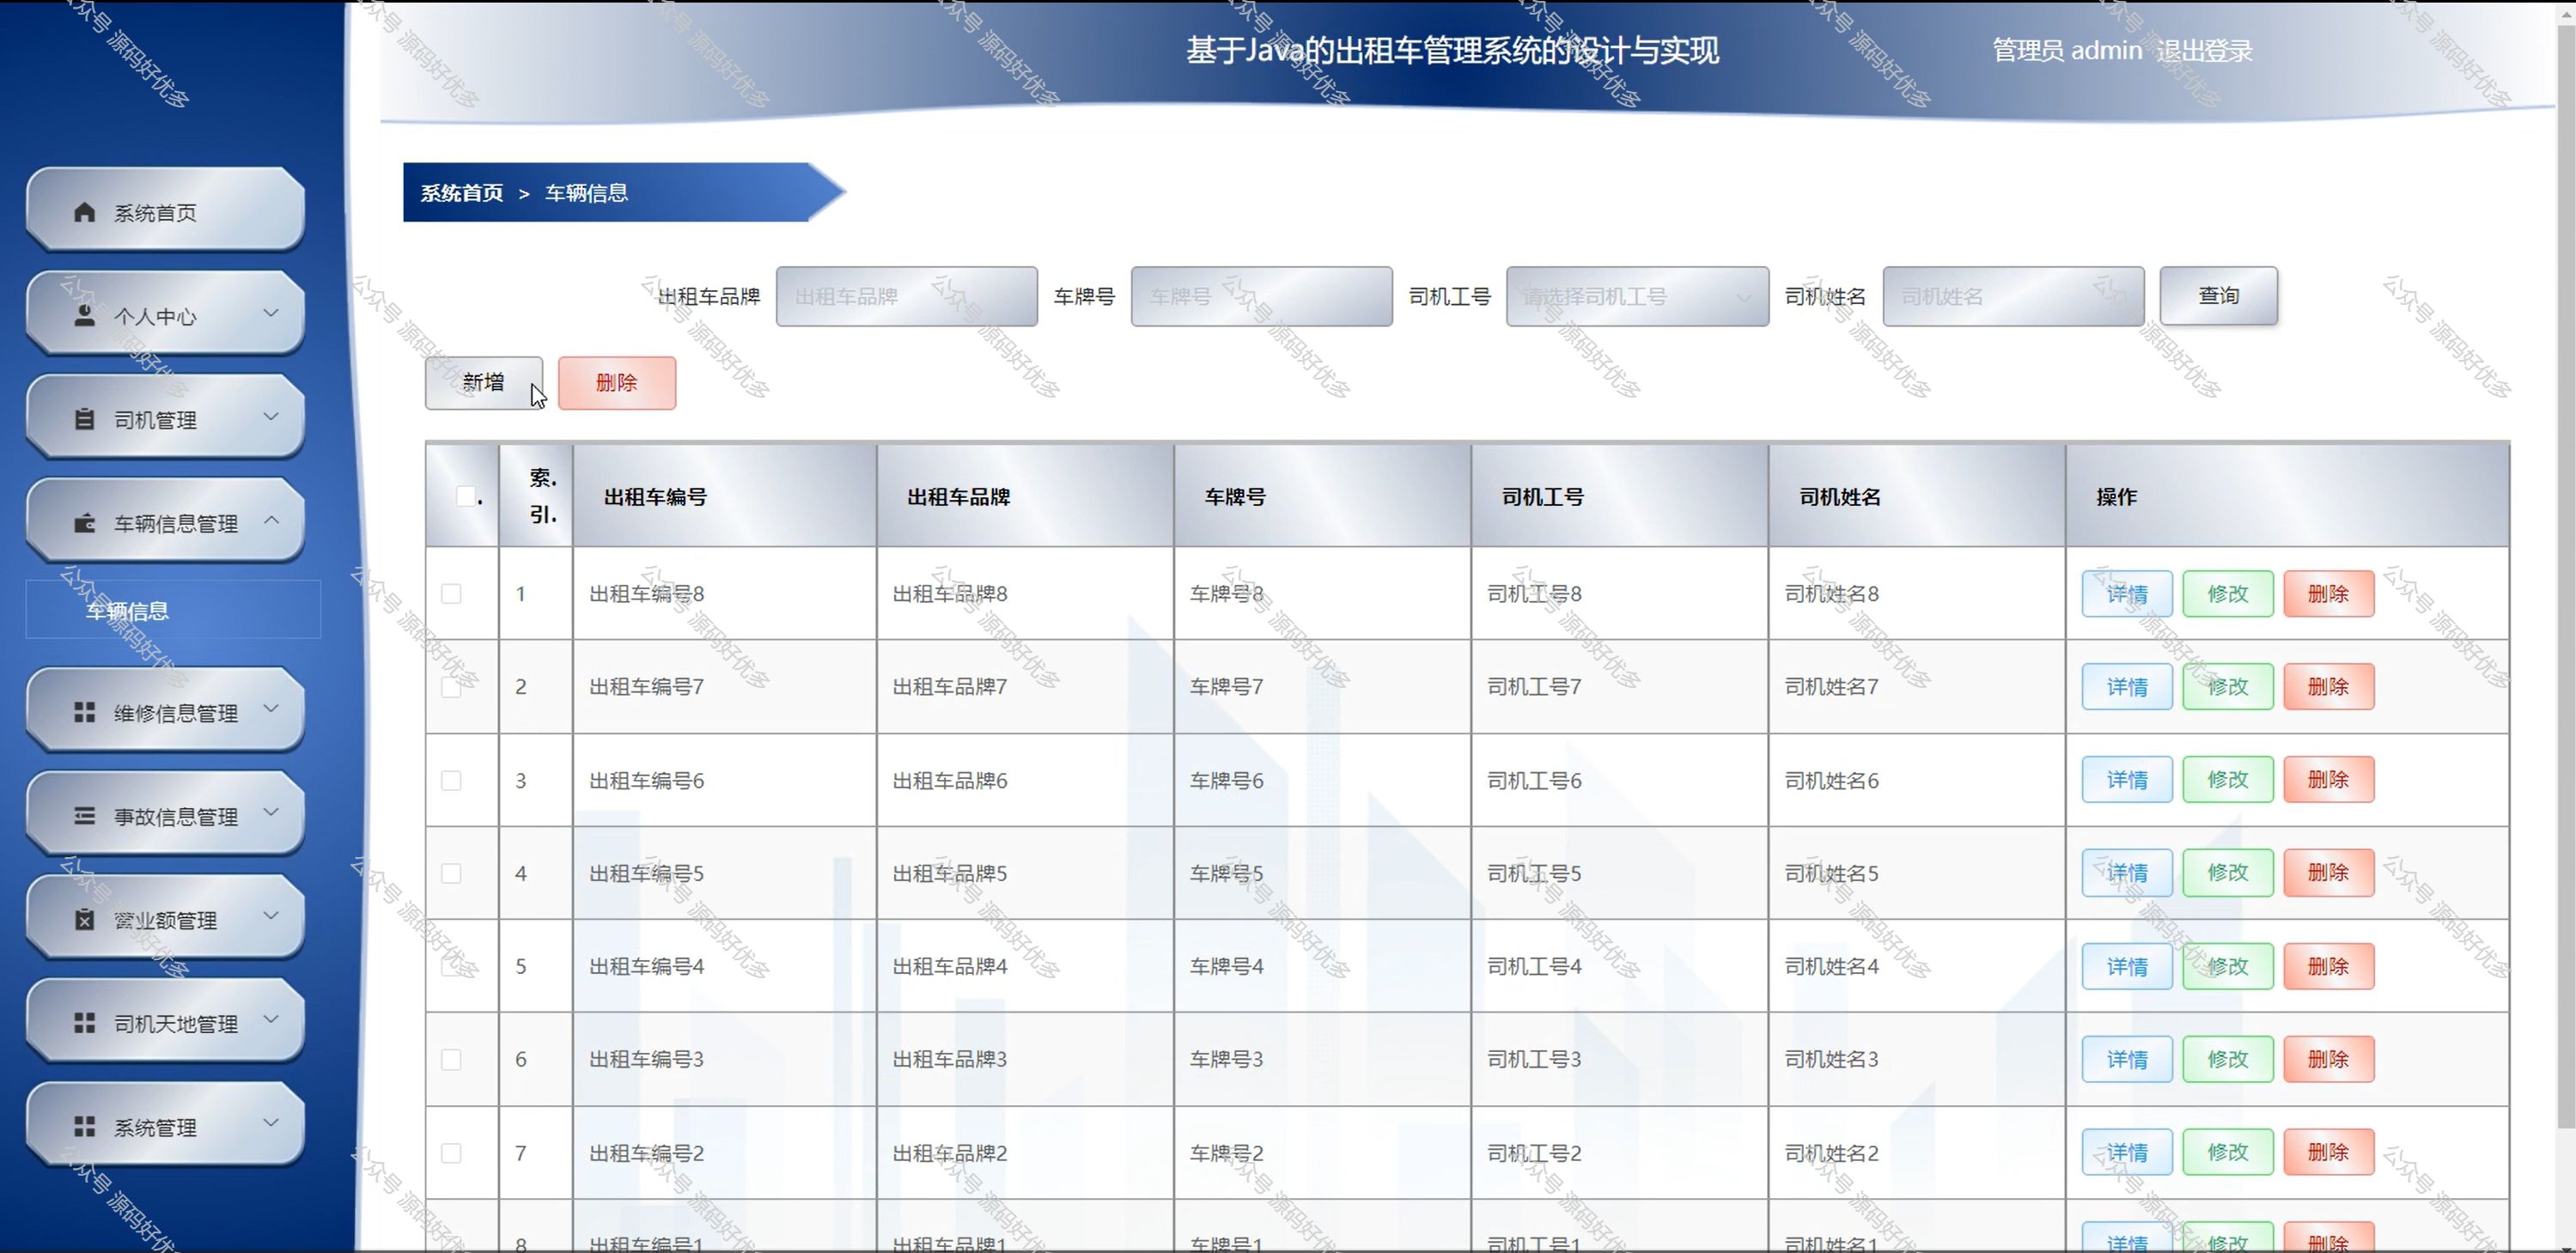 基于Java的出租车管理系统的设计与实现
管理员 admin 退出登录
系统首页
个人中心
司机管理
车辆信息管理
车辆信息
维修信息管理
事故信息管理
营业额管理
司机天地管理
系统管理
系统首页 > 车辆信息
出租车品牌 出租车品牌 车牌号 车牌号 司机工号 请选择司机工号 司机姓名 司机姓名 查询
新增 删除
索引 出租车编号 出租车品牌 车牌号 司机工号 司机姓名 操作
1 出租车编号8 出租车品牌8 车牌号8 司机工号8 司机姓名8 详情 修改 删除
2 出租车编号7 出租车品牌7 车牌号7 司机工号7 司机姓名7 详情 修改 删除
3 出租车编号6 出租车品牌6 车牌号6 司机工号6 司机姓名6 详情 修改 删除
4 出租车编号5 出租车品牌5 车牌号5 司机工号5 司机姓名5 详情 修改 删除
5 出租车编号4 出租车品牌4 车牌号4 司机工号4 司机姓名4 详情 修改 删除
6 出租车编号3 出租车品牌3 车牌号3 司机工号3 司机姓名3 详情 修改 删除
7 出租车编号2 出租车品牌2 车牌号2 司机工号2 司机姓名2 详情 修改 删除
8 出租车编号1 出租车品牌1 车牌号1 司机工号1 司机姓名1 详情 修改 删除
公众号 源码好优多